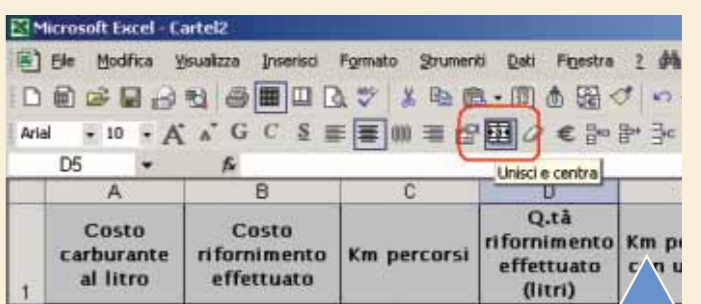 Microsoft Excel - Cartel2
File Modifica Visualizza Inserisci Formato Strumenti Dati Finestra ?
Arial 10 A A G C S €
D5 fx
Unisci e centra
A B C D
1
Costo
carburante
al litro
Costo
rifornimento
effettuato
Km percorsi
Q.tà
rifornimento
effettuato
(litri)
Km